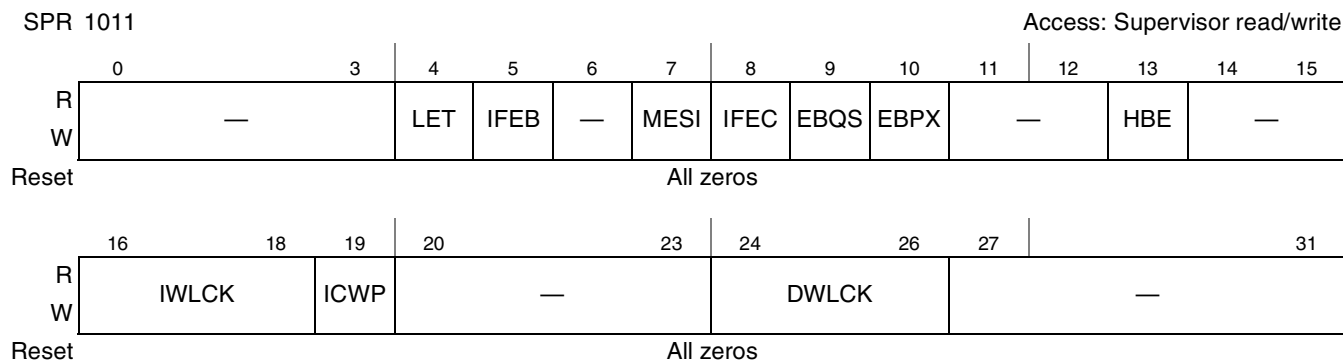 SPR 1011 Access: Supervisor read/write
0 3 4 5 6 7 8 9 10 11 12 13 14 15
R
W
— LET IFEB — MESI IFEC EBQS EBPX — HBE —
Reset All zeros
16 18 19 20 23 24 26 27 31
R
W
IWLCK ICWP — DWLCK —
Reset All zeros